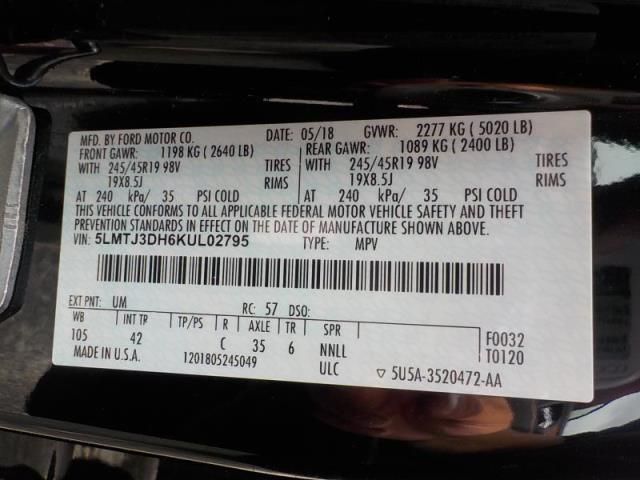 MFD. BY FORD MOTOR CO.
DATE: 05/18 GVWR: 2277 KG ( 5020 LB)
FRONT GAWR: 1198 KG ( 2640 LB)
REAR GAWR: 1089 KG ( 2400 LB)
WITH 245/45R19 98V TIRES
WITH 245/45R19 98V TIRES
19X8.5J RIMS
19X8.5J RIMS
AT 240 kPa/ 35 PSI COLD
AT 240 kPa/ 35 PSI COLD
THIS VEHICLE CONFORMS TO ALL APPLICABLE FEDERAL MOTOR VEHICLE SAFETY AND THEFT
PREVENTION STANDARDS IN EFFECT ON THE DATE OF MANUFACTURE SHOWN ABOVE.
VIN: 5LMTJ3DH6KUL02795 TYPE: MPV
EXT PNT: UM RC: 57 DSO:
WB INT TR TP/PS R AXLE TR SPR
105 42 C 35 6 NNLL
F0032
T0120
MADE IN U.S.A. 1201805245049 ULC
5U5A-3520472-AA